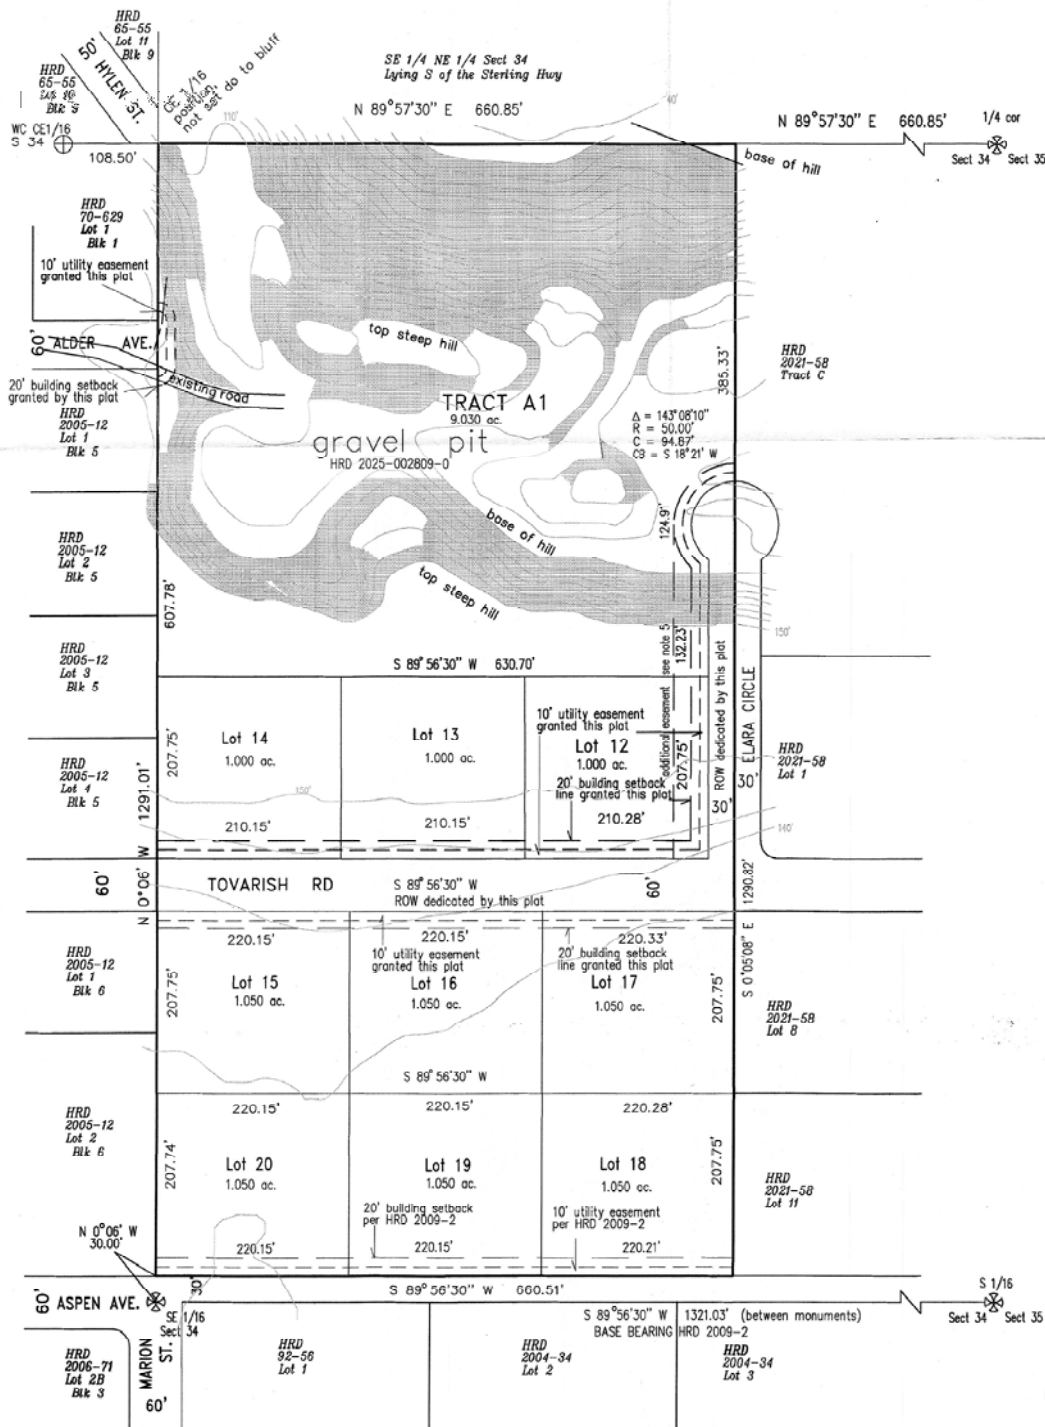 HRD
65-55
Lot 11
Blk 9
50' HYLEN ST.
HRD
65-55
Blk 5
CE 1/16
position,
not set do to bluff
SE 1/4 NE 1/4 Sect 34
Lying S of the Sterling Hwy
N 89°57'30" E 660.85'
40'
110'
N 89°57'30" E 660.85'
1/4 cor
Sect 34 Sect 35
WC CE1/16
S 34
108.50'
base of hill
HRD
70-629
Lot 1
Blk 1
10' utility easement
granted this plat
60'
ALDER AVE.
existing road
20' building setback
granted by this plat
HRD
2005-12
Lot 1
Blk 5
top steep hill
TRACT A1
9.030 ac.
gravel pit
HRD 2025-002809-0
385.33'
HRD
2021-58
Tract C
Δ = 143°08'10"
R = 50.00'
C = 94.87'
CB = S 18°21' W
124.9'
base of hill
top steep hill
HRD
2005-12
Lot 2
Blk 5
607.78'
150'
HRD
2005-12
Lot 3
Blk 5
S 89°56'30" W 630.70'
additional easement see note 5
132.23'
ROW dedicated by this plat
ELARA CIRCLE
30'
30'
HRD
2021-58
Lot 1
HRD
2005-12
Lot 4
Blk 5
207.75'
Lot 14
1.000 ac.
Lot 13
1.000 ac.
10' utility easement
granted this plat
Lot 12
1.000 ac.
207.75'
20' building setback
line granted this plat
150'
210.15'
210.15'
210.28'
140'
N 0°06' W 1291.01'
60'
TOVARISH RD
S 89°56'30" W
ROW dedicated by this plat
60'
S 0°05'08" E 1290.82'
220.15'
220.15'
220.33'
10' utility easement
granted this plat
20' building setback
line granted this plat
HRD
2005-12
Lot 1
Blk 6
207.75'
Lot 15
1.050 ac.
Lot 16
1.050 ac.
Lot 17
1.050 ac.
207.75'
HRD
2021-58
Lot 8
S 89°56'30" W
220.15'
220.15'
220.28'
HRD
2005-12
Lot 2
Blk 6
207.74'
Lot 20
1.050 ac.
Lot 19
1.050 ac.
Lot 18
1.050 ac.
207.75'
HRD
2021-58
Lot 11
20' building setback
per HRD 2009-2
10' utility easement
per HRD 2009-2
N 0°06' W
30.00'
220.15'
220.15'
220.21'
60'
ASPEN AVE.
30'
S 89°56'30" W 660.51'
S 1/16
Sect 34 Sect 35
SE 1/16
Sect 34
S 89°56'30" W 1321.03' (between monuments)
BASE BEARING HRD 2009-2
HRD
2006-71
Lot 2B
Blk 3
MARION ST.
60'
HRD
92-56
Lot 1
HRD
2004-34
Lot 2
HRD
2004-34
Lot 3